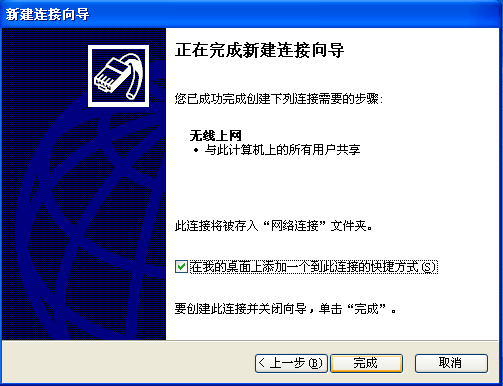 新建连接向导
正在完成新建连接向导
您已成功完成创建下列连接需要的步骤:
无线上网
• 与此计算机上的所有用户共享
此连接将被存入“网络连接”文件夹。
在我的桌面上添加一个到此连接的快捷方式(S)
要创建此连接并关闭向导，单击“完成”。
< 上一步(B) 完成 取消